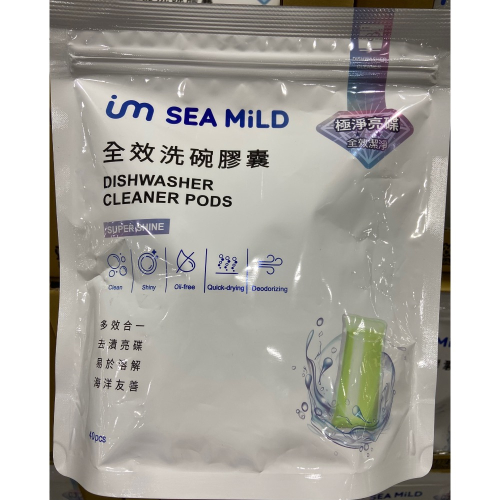 im SEA MiLD
極淨亮碟
全效潔淨
全效洗碗膠囊
DISHWASHER
CLEANER PODS
SUPER SHINE
Clean Shiny Oil-free Quick-drying Deodorizing
多效合一
去漬亮碟
易於溶解
海洋友善
SEA MILD